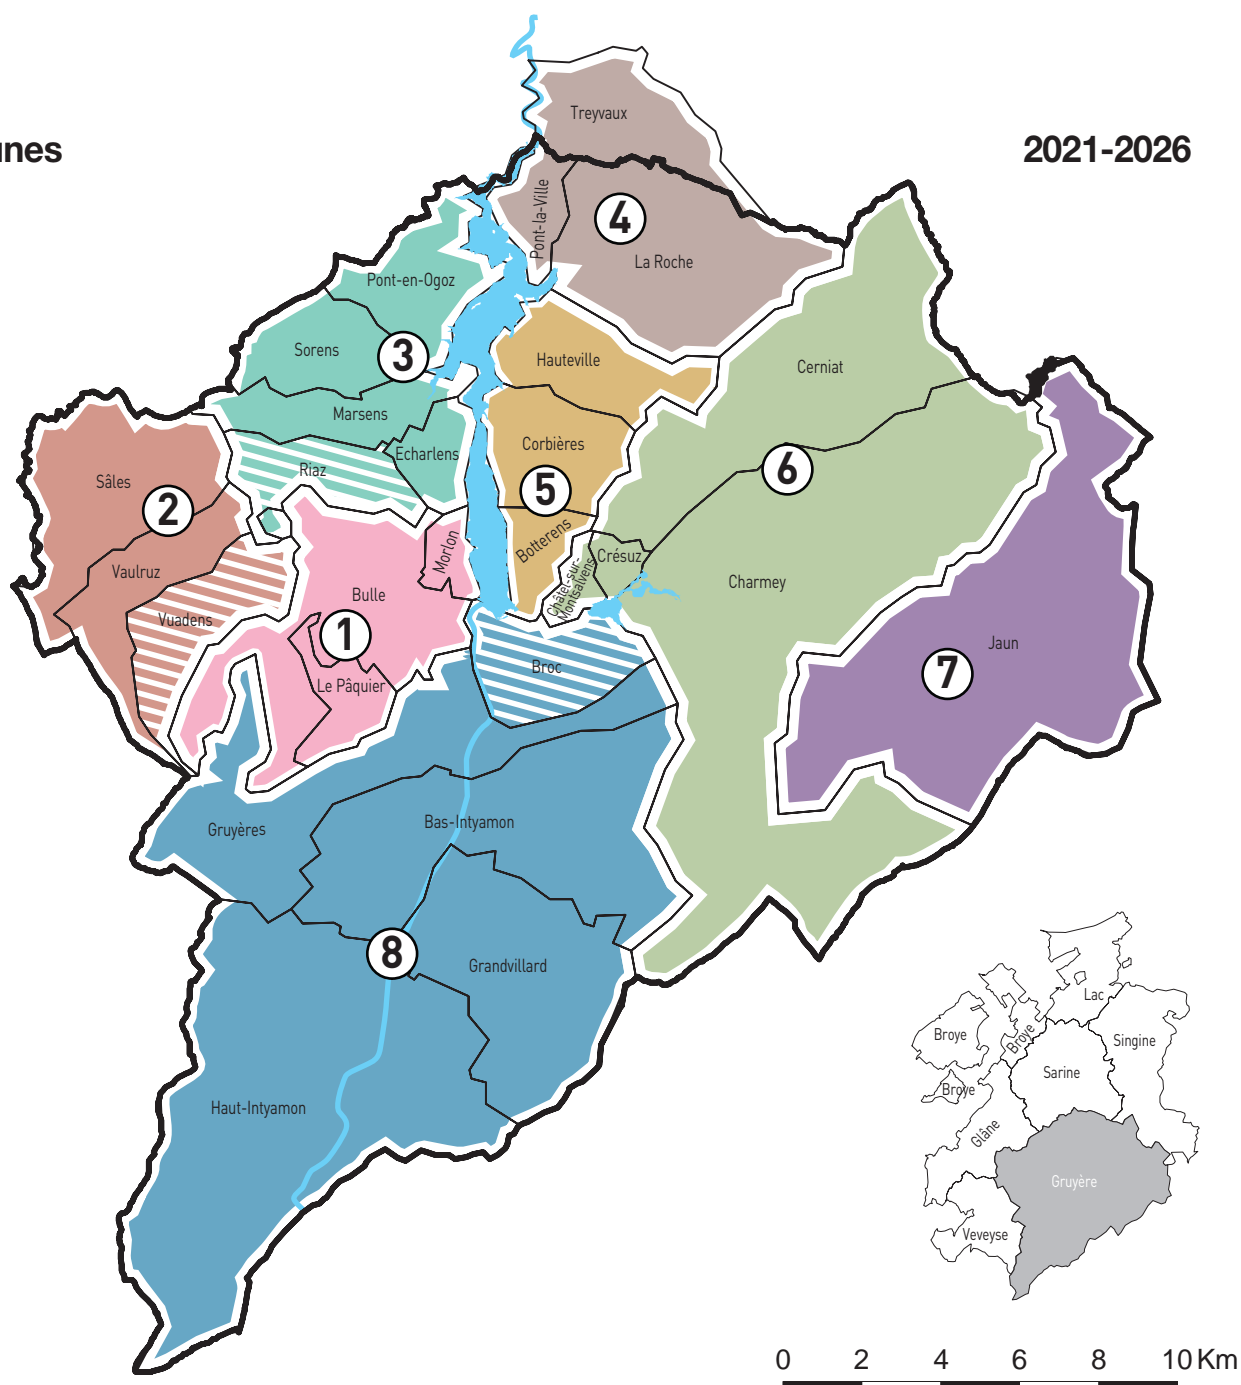 unes
2021-2026
Treyvaux
Pont-la-Ville
4
La Roche
Pont-en-Ogoz
Sorens
3
Hauteville
Cerniat
Marsens
Echarlens
Corbières
Riaz
6
Sâles
2
5
Botterens
Morlon
Crésuz
Châtel-sur-
Montsalvens
Vaulruz
Charmey
Bulle
Vuadens
1
Jaun
Broc
7
Le Pâquier
Gruyères
Bas-Intyamon
8
Grandvillard
Haut-Intyamon
Lac
Broye
Broye
Singine
Sarine
Broye
Glâne
Gruyère
Veveyse
0 2 4 6 8 10 Km